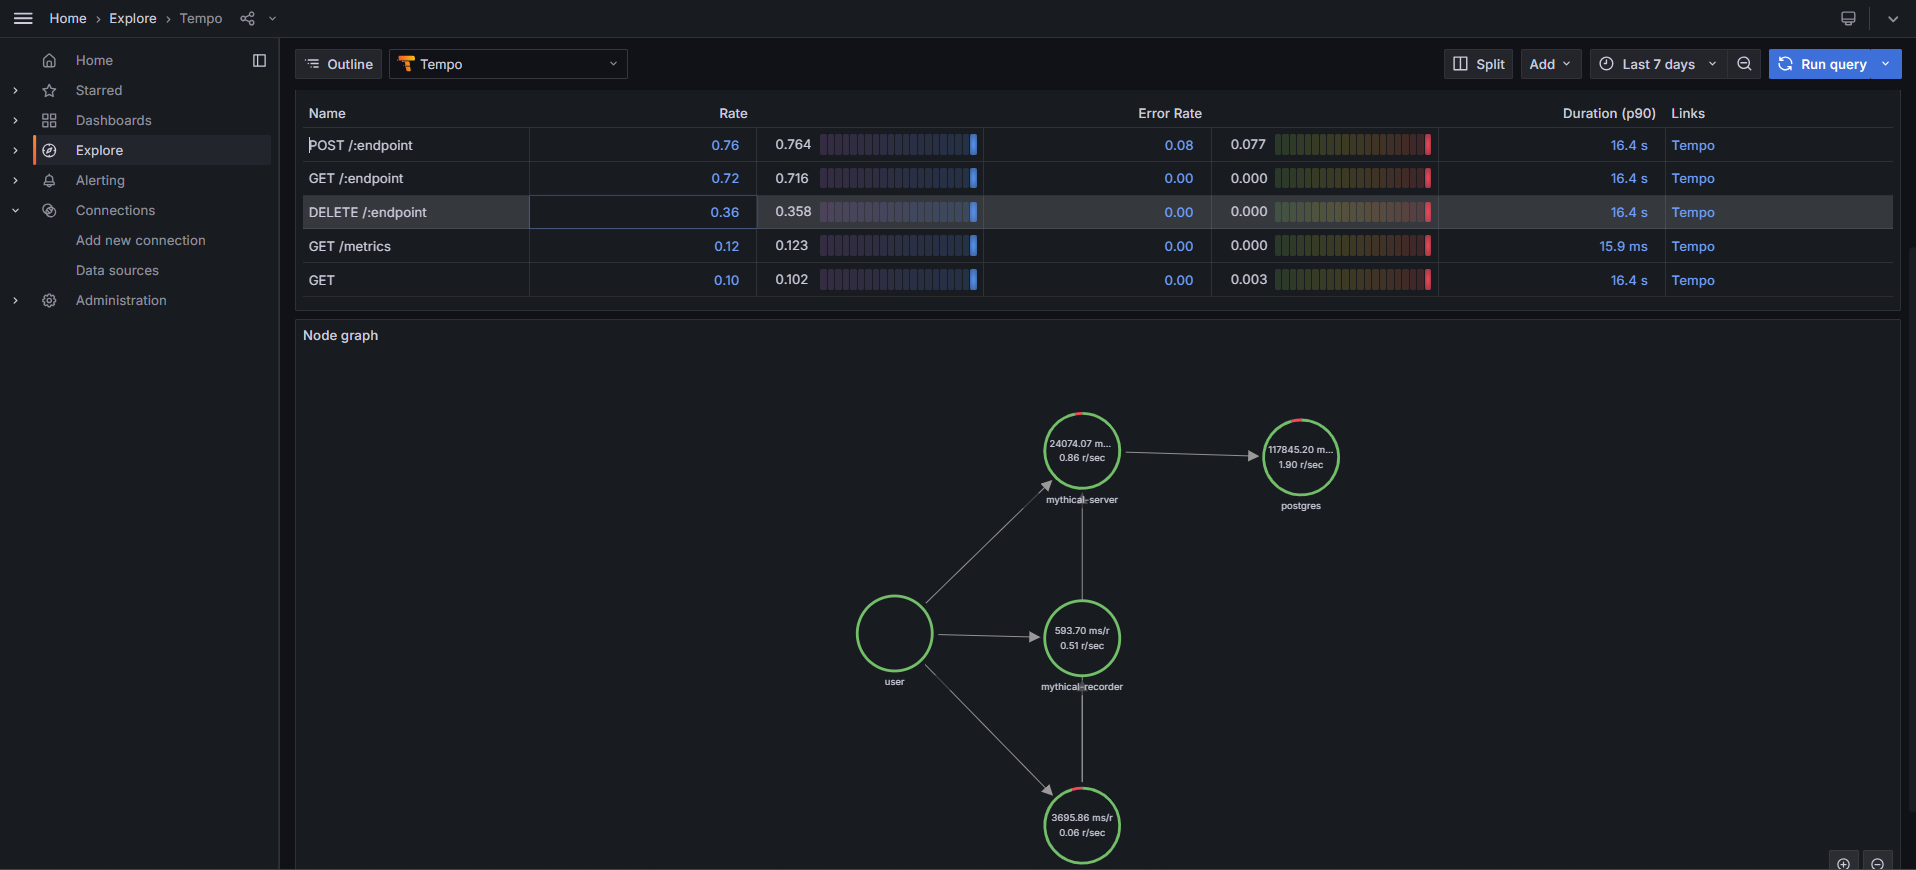 Home › Explore › Tempo
Home
Starred
Dashboards
Explore
Alerting
Connections
Add new connection
Data sources
Administration
Outline
Tempo
Split
Add
Last 7 days
Run query
Name Rate Error Rate Duration (p90) Links
POST /:endpoint 0.76 0.764 0.08 0.077 16.4 s Tempo
GET /:endpoint 0.72 0.716 0.00 0.000 16.4 s Tempo
DELETE /:endpoint 0.36 0.358 0.00 0.000 16.4 s Tempo
GET /metrics 0.12 0.123 0.00 0.000 15.9 ms Tempo
GET 0.10 0.102 0.00 0.003 16.4 s Tempo
Node graph
24074.07 m...
0.86 r/sec
mythical-server
117845.20 m...
1.90 r/sec
postgres
user
593.70 ms/r
0.51 r/sec
mythical-recorder
3695.86 ms/r
0.06 r/sec